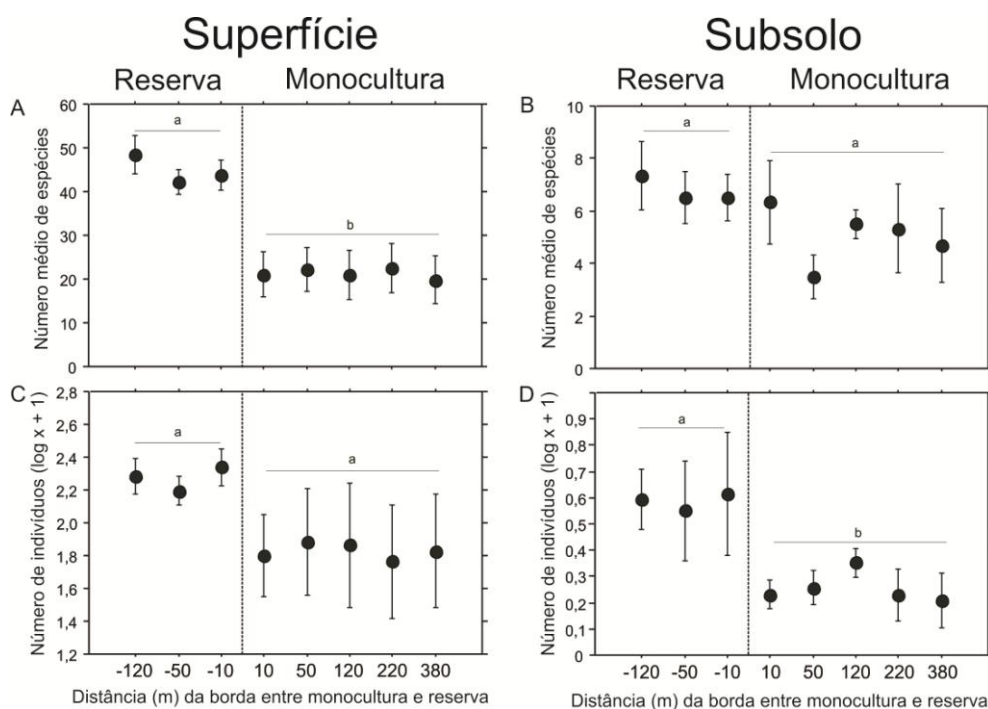 Superfície
Subsolo
Reserva Monocultura
Reserva Monocultura
A
Número médio de espécies
60
50
40
30
20
10
0
a
b
B
Número médio de espécies
10
8
6
4
2
0
a
a
C
Número de indivíduos (log x + 1)
2,8
2,6
2,4
2,2
2,0
1,8
1,6
1,4
1,2
a
a
-120 -50 -10 10 50 120 220 380
Distância (m) da borda entre monocultura e reserva
D
Número de indivíduos (log x + 1)
0,9
0,8
0,7
0,6
0,5
0,4
0,3
0,2
0,1
0
a
b
-120 -50 -10 10 50 120 220 380
Distância (m) da borda entre monocultura e reserva